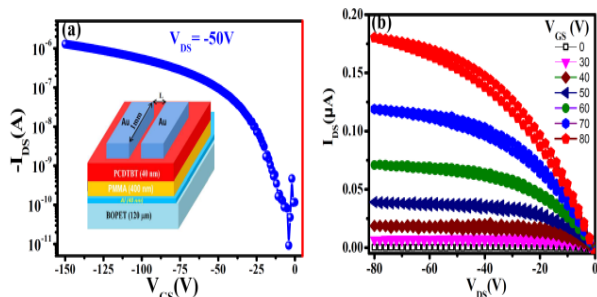 (a)
V_DS = -50V
10^-6
10^-7
10^-8
10^-9
10^-10
10^-11
-I_DS(A)
L
1mm
Au
Au
PCDTBT (40 nm)
PMMA (400 nm)
BOPET (120 μm)
-150 -125 -100 -75 -50 -25 0
V_GS(V)
(b)
V_GS(V)
0
30
40
50
60
70
80
0.20
0.15
0.10
0.05
0.00
I_DS(μA)
-80 -60 -40 -20 0
V_DS(V)